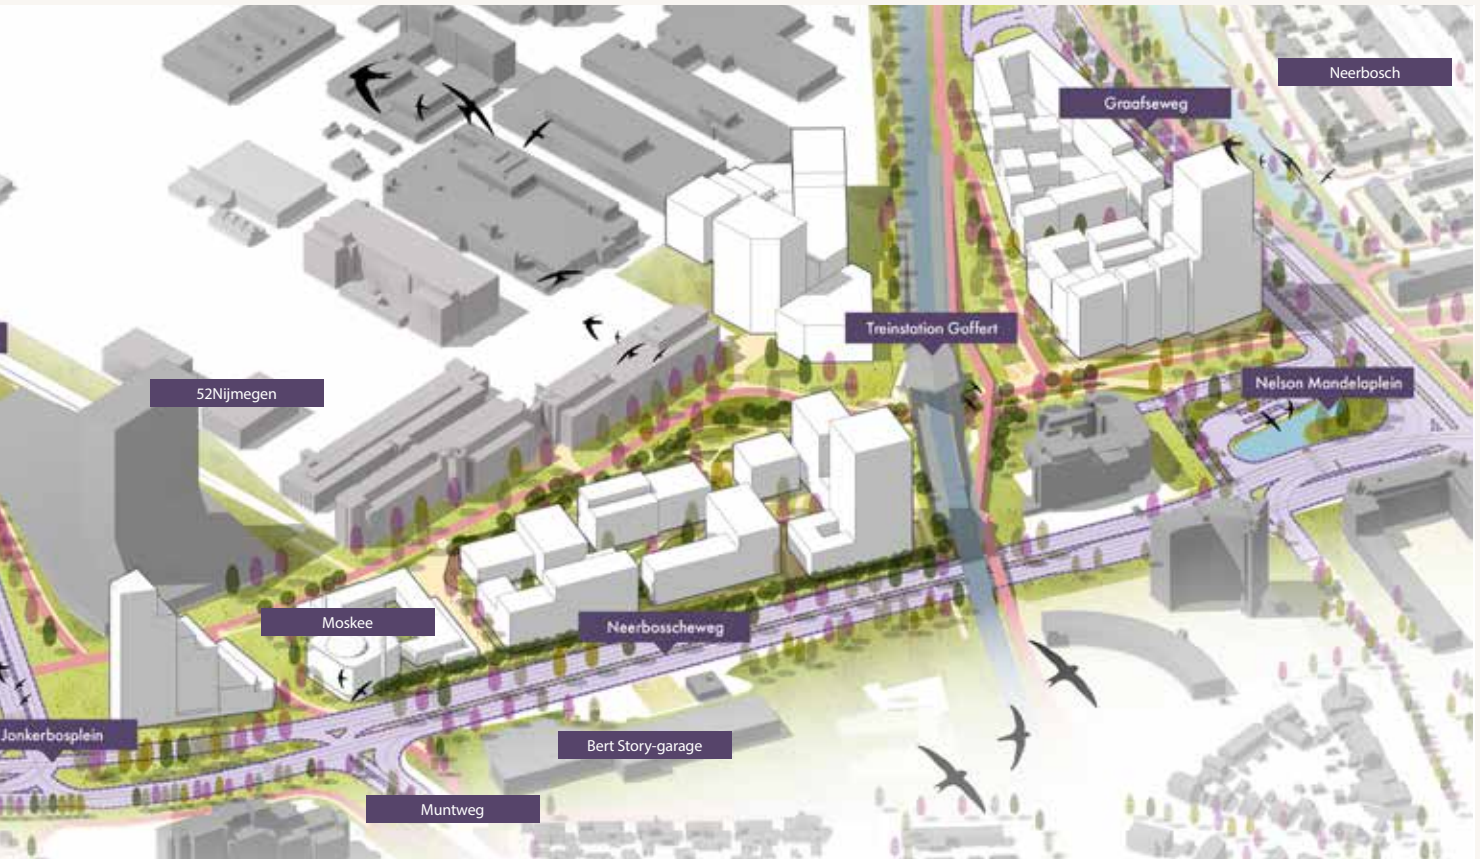 Neerbosch
Graafseweg
Treinstation Goffert
Nelson Mandelaplein
52Nijmegen
Moskee
Neerbosscheweg
Jonkerbosplein
Bert Story-garage
Muntweg